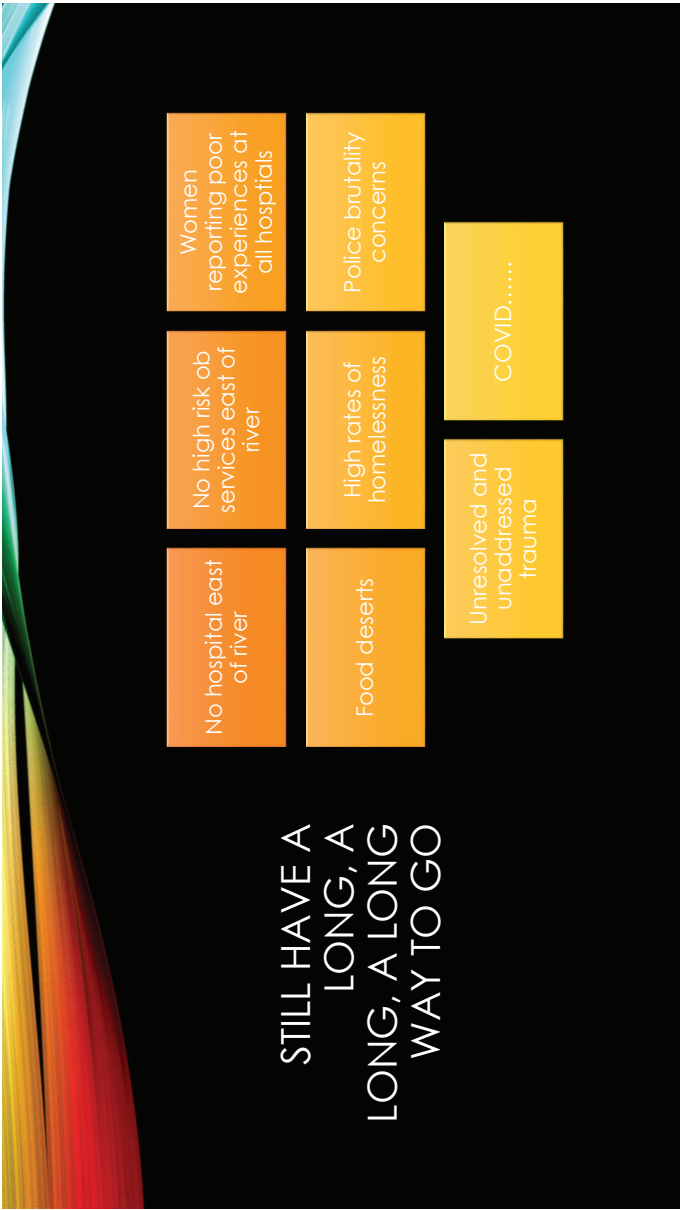 STILL HAVE A
LONG, A
LONG, A LONG
WAY TO GO
No hospital east
of river
No high risk ob
services east of
river
Women
reporting poor
experiences at
all hosptials
Food deserts
High rates of
homelessness
Police brutality
concerns
Unresolved and
unaddressed
trauma
COVID……